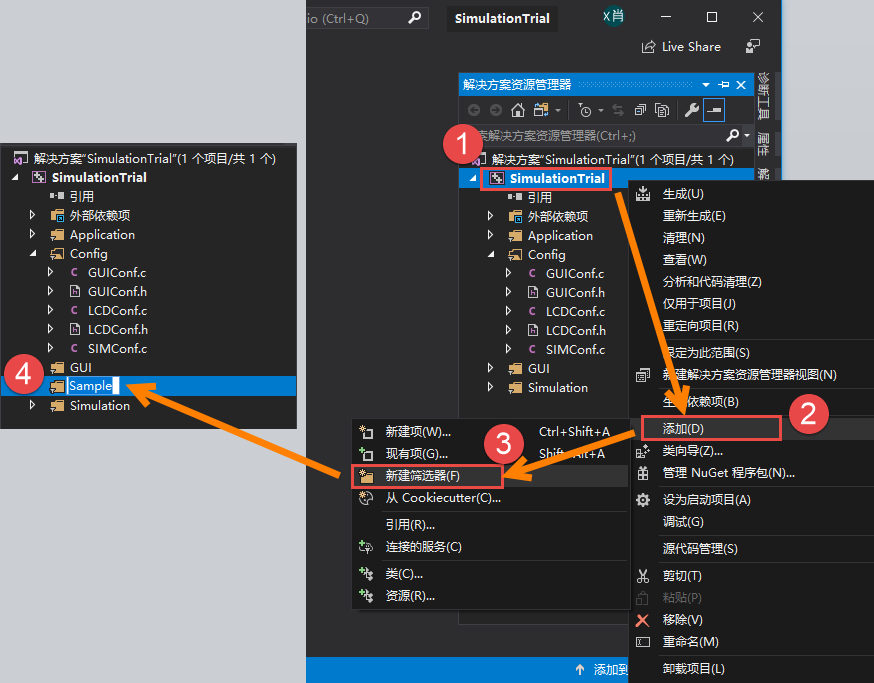 io (Ctrl+Q)
SimulationTrial
X肖
Live Share
解决方案资源管理器
诊断工具
属性
1
索解决方案资源管理器(Ctrl+;)
解决方案"SimulationTrial"(1 个项目/共 1 个)
SimulationTrial
引用
外部依赖项
Application
Config
GUIConf.c
GUIConf.h
LCDConf.c
LCDConf.h
SIMConf.c
GUI
Simulation
解决方案"SimulationTrial"(1 个项目/共 1 个)
SimulationTrial
引用
外部依赖项
Application
Config
GUIConf.c
GUIConf.h
LCDConf.c
LCDConf.h
SIMConf.c
GUI
4
Sample
Simulation
生成(U)
重新生成(E)
清理(N)
查看(W)
分析和代码清理(Z)
仅用于项目(J)
重定向项目(R)
限定为此范围(S)
新建解决方案资源管理器视图(N)
生 依赖项(B)
2
添加(D)
类向导(Z)...
管理 NuGet 程序包(N)...
设为启动项目(A)
调试(G)
源代码管理(S)
剪切(T)
粘贴(P)
移除(V)
重命名(M)
卸载项目(L)
新建项(W)... Ctrl+Shift+A
3
现有项(G)... Shift+Alt+A
新建筛选器(F)
从 Cookiecutter(C)...
引用(R)...
连接的服务(C)
类(C)...
资源(R)...
添加到